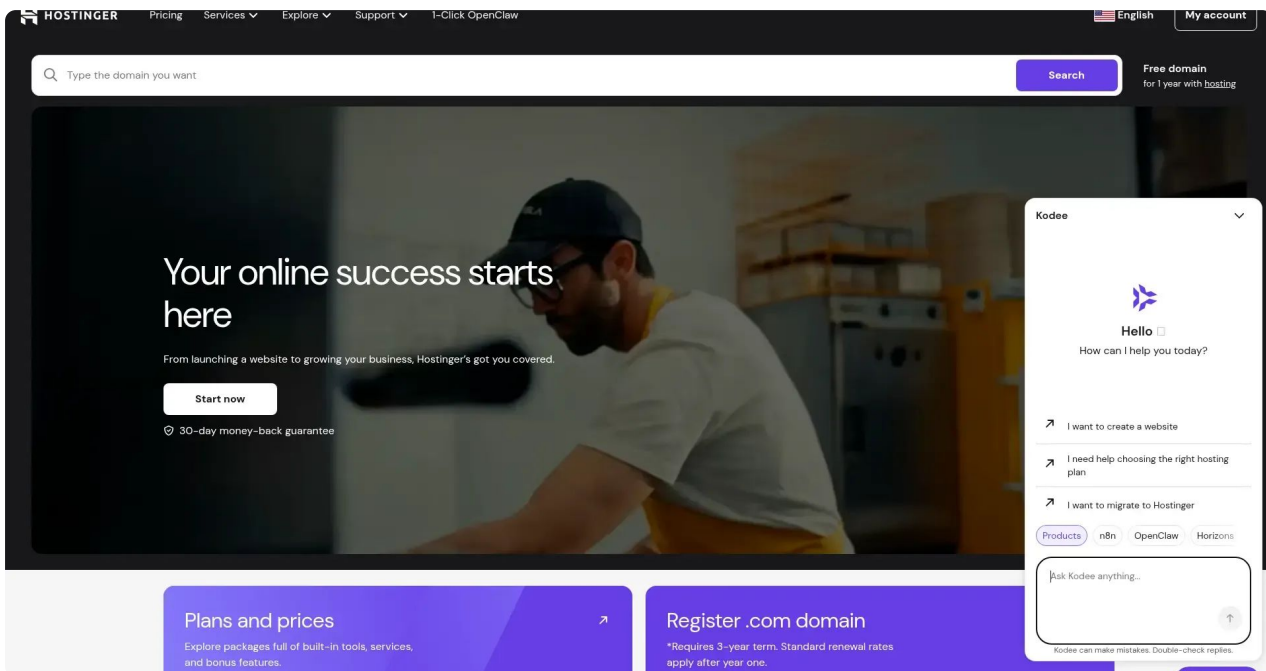 HOSTINGER
Pricing
Services
Explore
Support
1-Click OpenClaw
English
My account
Type the domain you want
Search
Free domain
for 1 year with hosting
Your online success starts
here
From launching a website to growing your business, Hostinger's got you covered.
Start now
30-day money-back guarantee
Kodee
Hello
How can I help you today?
I want to create a website
I need help choosing the right hosting
plan
I want to migrate to Hostinger
Products
n8n
OpenClaw
Horizons
Ask Kodee anything...
Kodee can make mistakes. Double-check replies.
Plans and prices
Explore packages full of built-in tools, services,
and bonus features.
Register .com domain
*Requires 3-year term. Standard renewal rates
apply after year one.